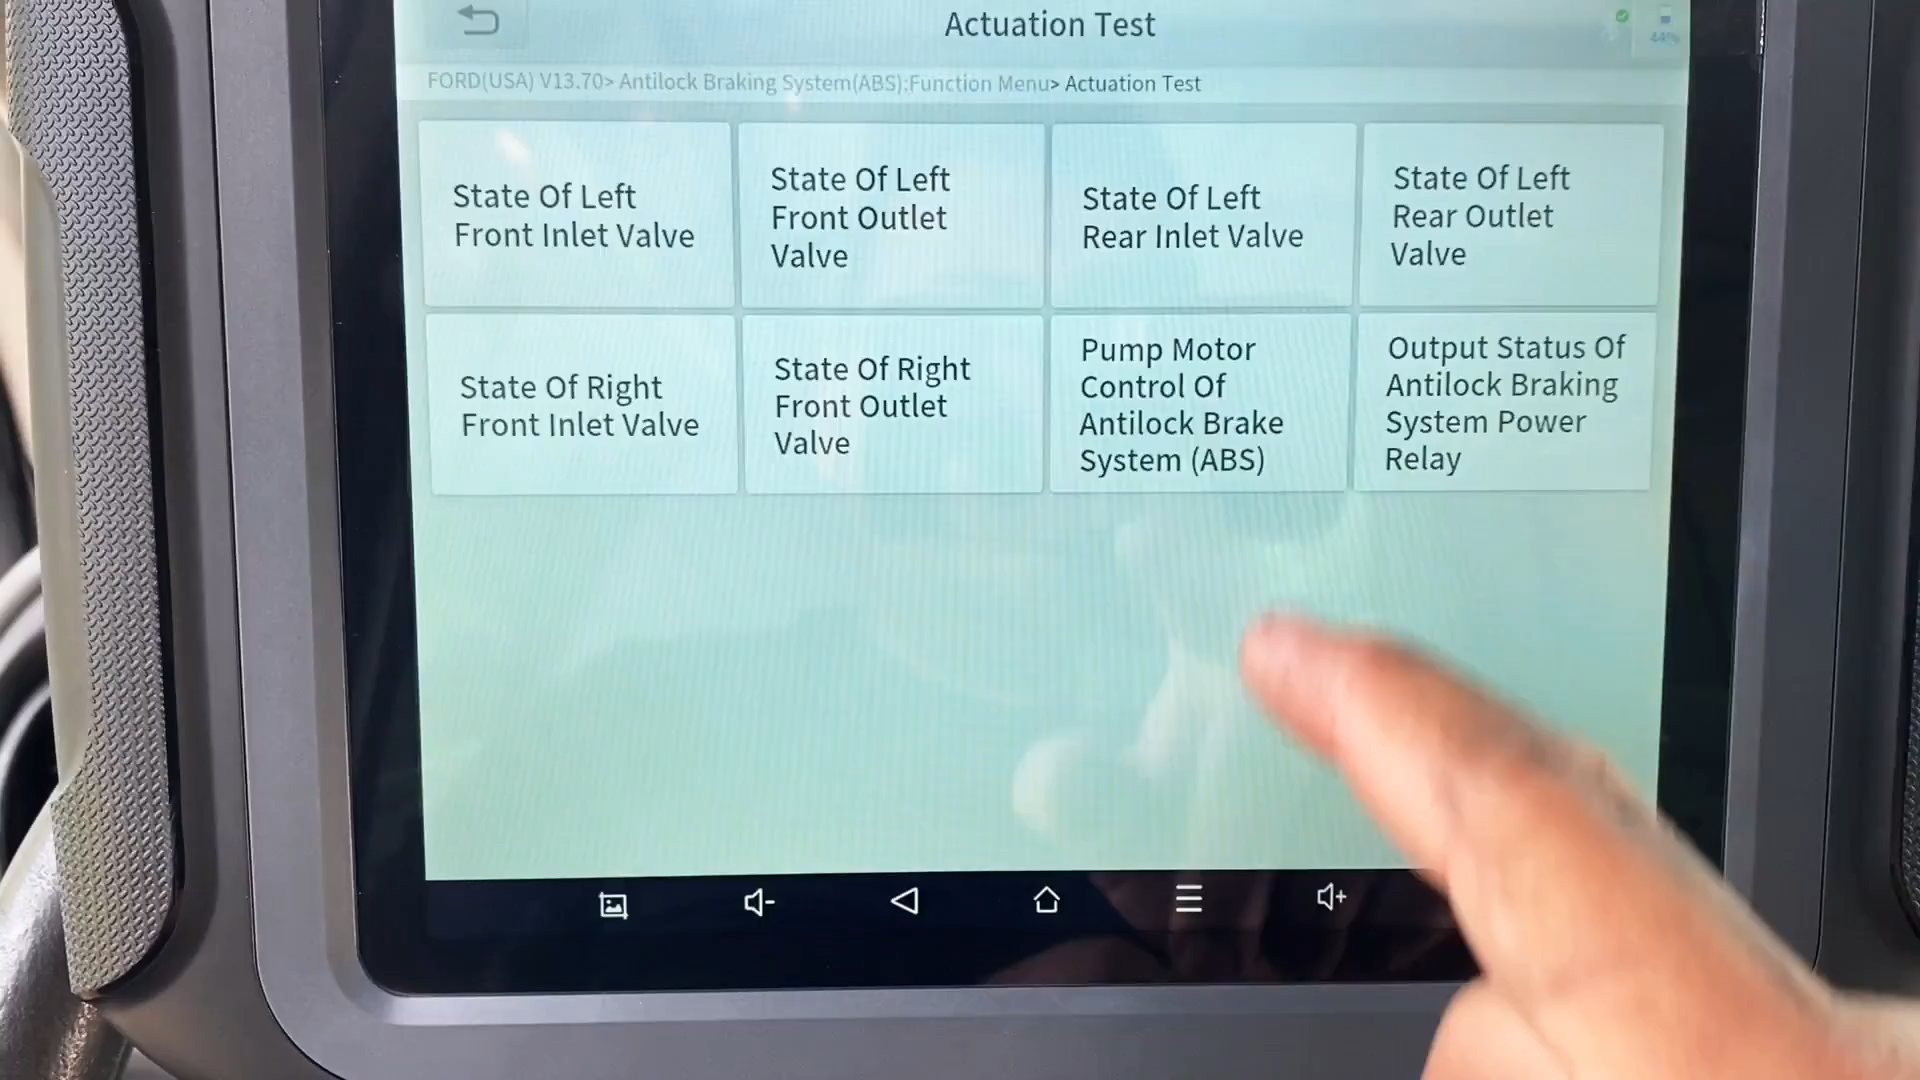 Actuation Test
44%
FORD(USA) V13.70> Antilock Braking System(ABS):Function Menu> Actuation Test
State Of Left
Front Inlet Valve
State Of Left
Front Outlet
Valve
State Of Left
Rear Inlet Valve
State Of Left
Rear Outlet
Valve
State Of Right
Front Inlet Valve
State Of Right
Front Outlet
Valve
Pump Motor
Control Of
Antilock Brake
System (ABS)
Output Status Of
Antilock Braking
System Power
Relay